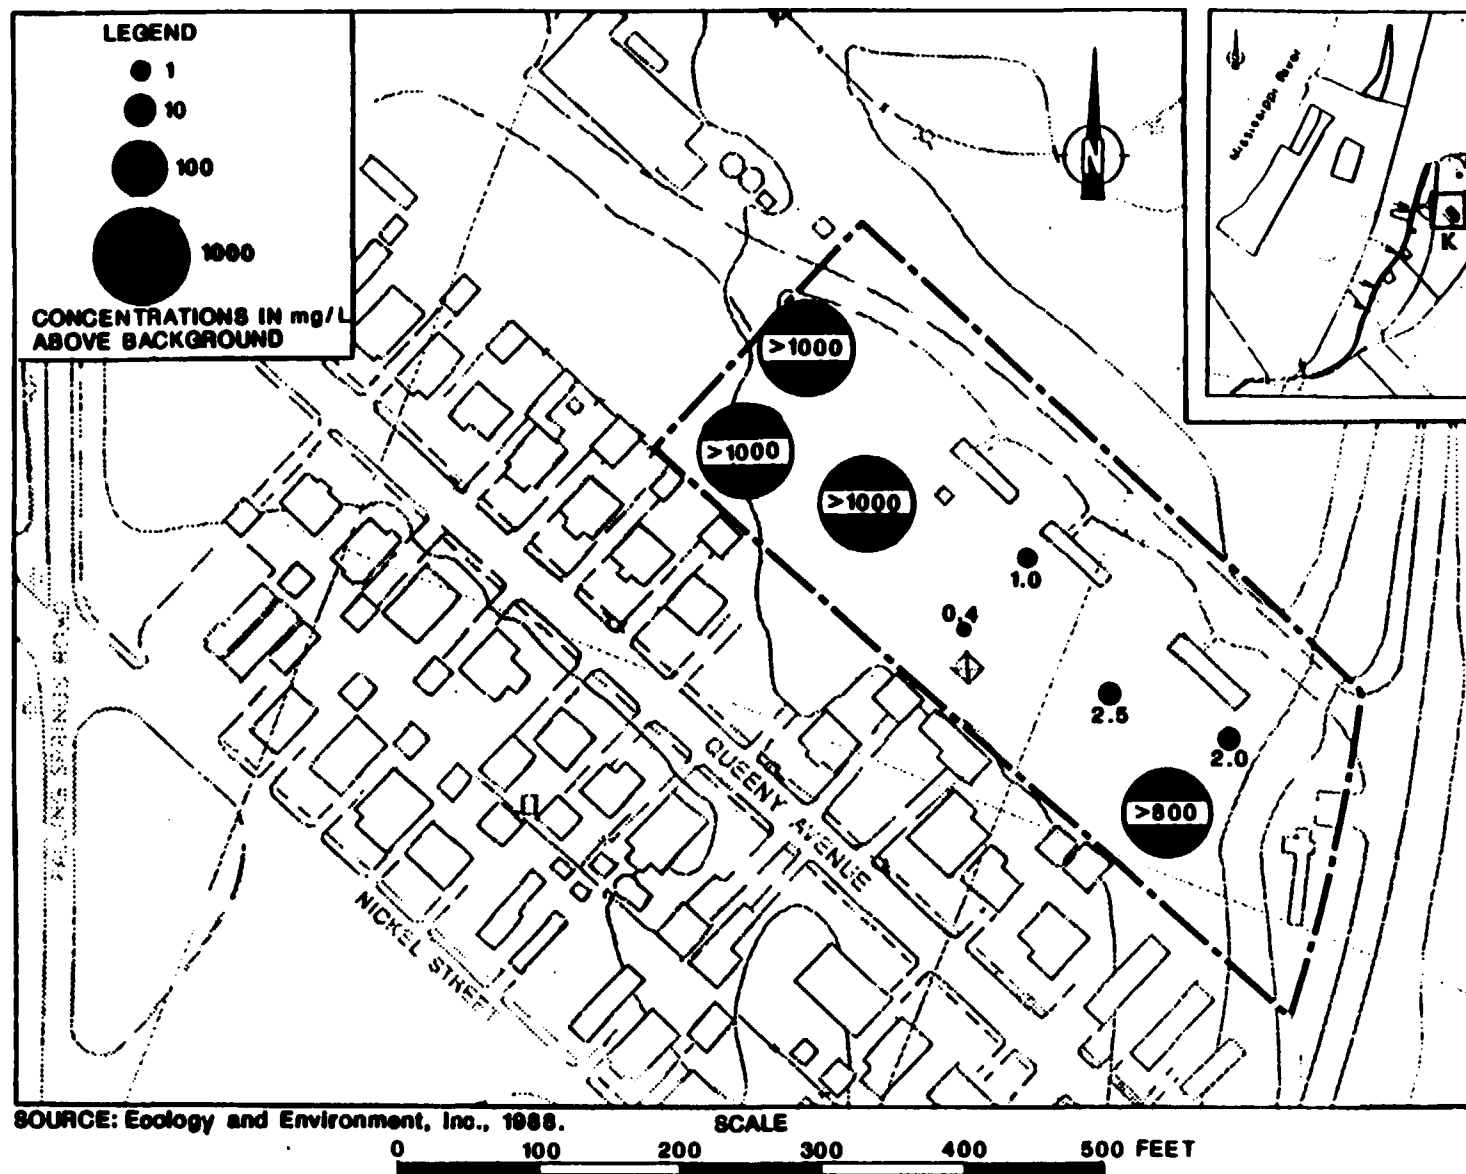 LEGEND
1
10
100
1000
CONCENTRATIONS IN mg/L
ABOVE BACKGROUND
N
Mississippi River
K
>1000
>1000
>1000
1.0
0.4
2.5
2.0
>800
QUEENY AVENUE
NICKEL STREET
SOURCE: Ecology and Environment, Inc., 1988.
SCALE
0 100 200 300 400 500 FEET